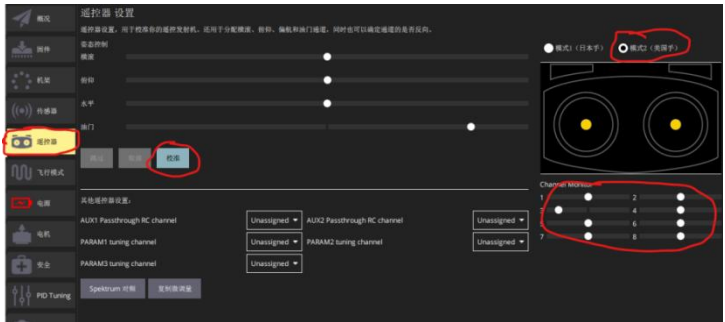 概况
遥控器 设置
遥控器设置，用于校准你的遥控发射机。还用于分配横滚、俯仰、偏航和油门通道，同时也可以确定通道的是否反向。
固件
姿态控制
横滚
模式1（日本手）
模式2（美国手）
机架
俯仰
传感器
水平
油门
遥控器
跳过
取消
校准
飞行模式
Channel Monitor
电源
其他遥控器设置：
1
2
AUX1 Passthrough RC channel
Unassigned
AUX2 Passthrough RC channel
Unassigned
4
6
电机
PARAM1 tuning channel
Unassigned
PARAM2 tuning channel
Unassigned
7
8
安全
PARAM3 tuning channel
Unassigned
PID Tuning
Spektrum 对频
复制微调量